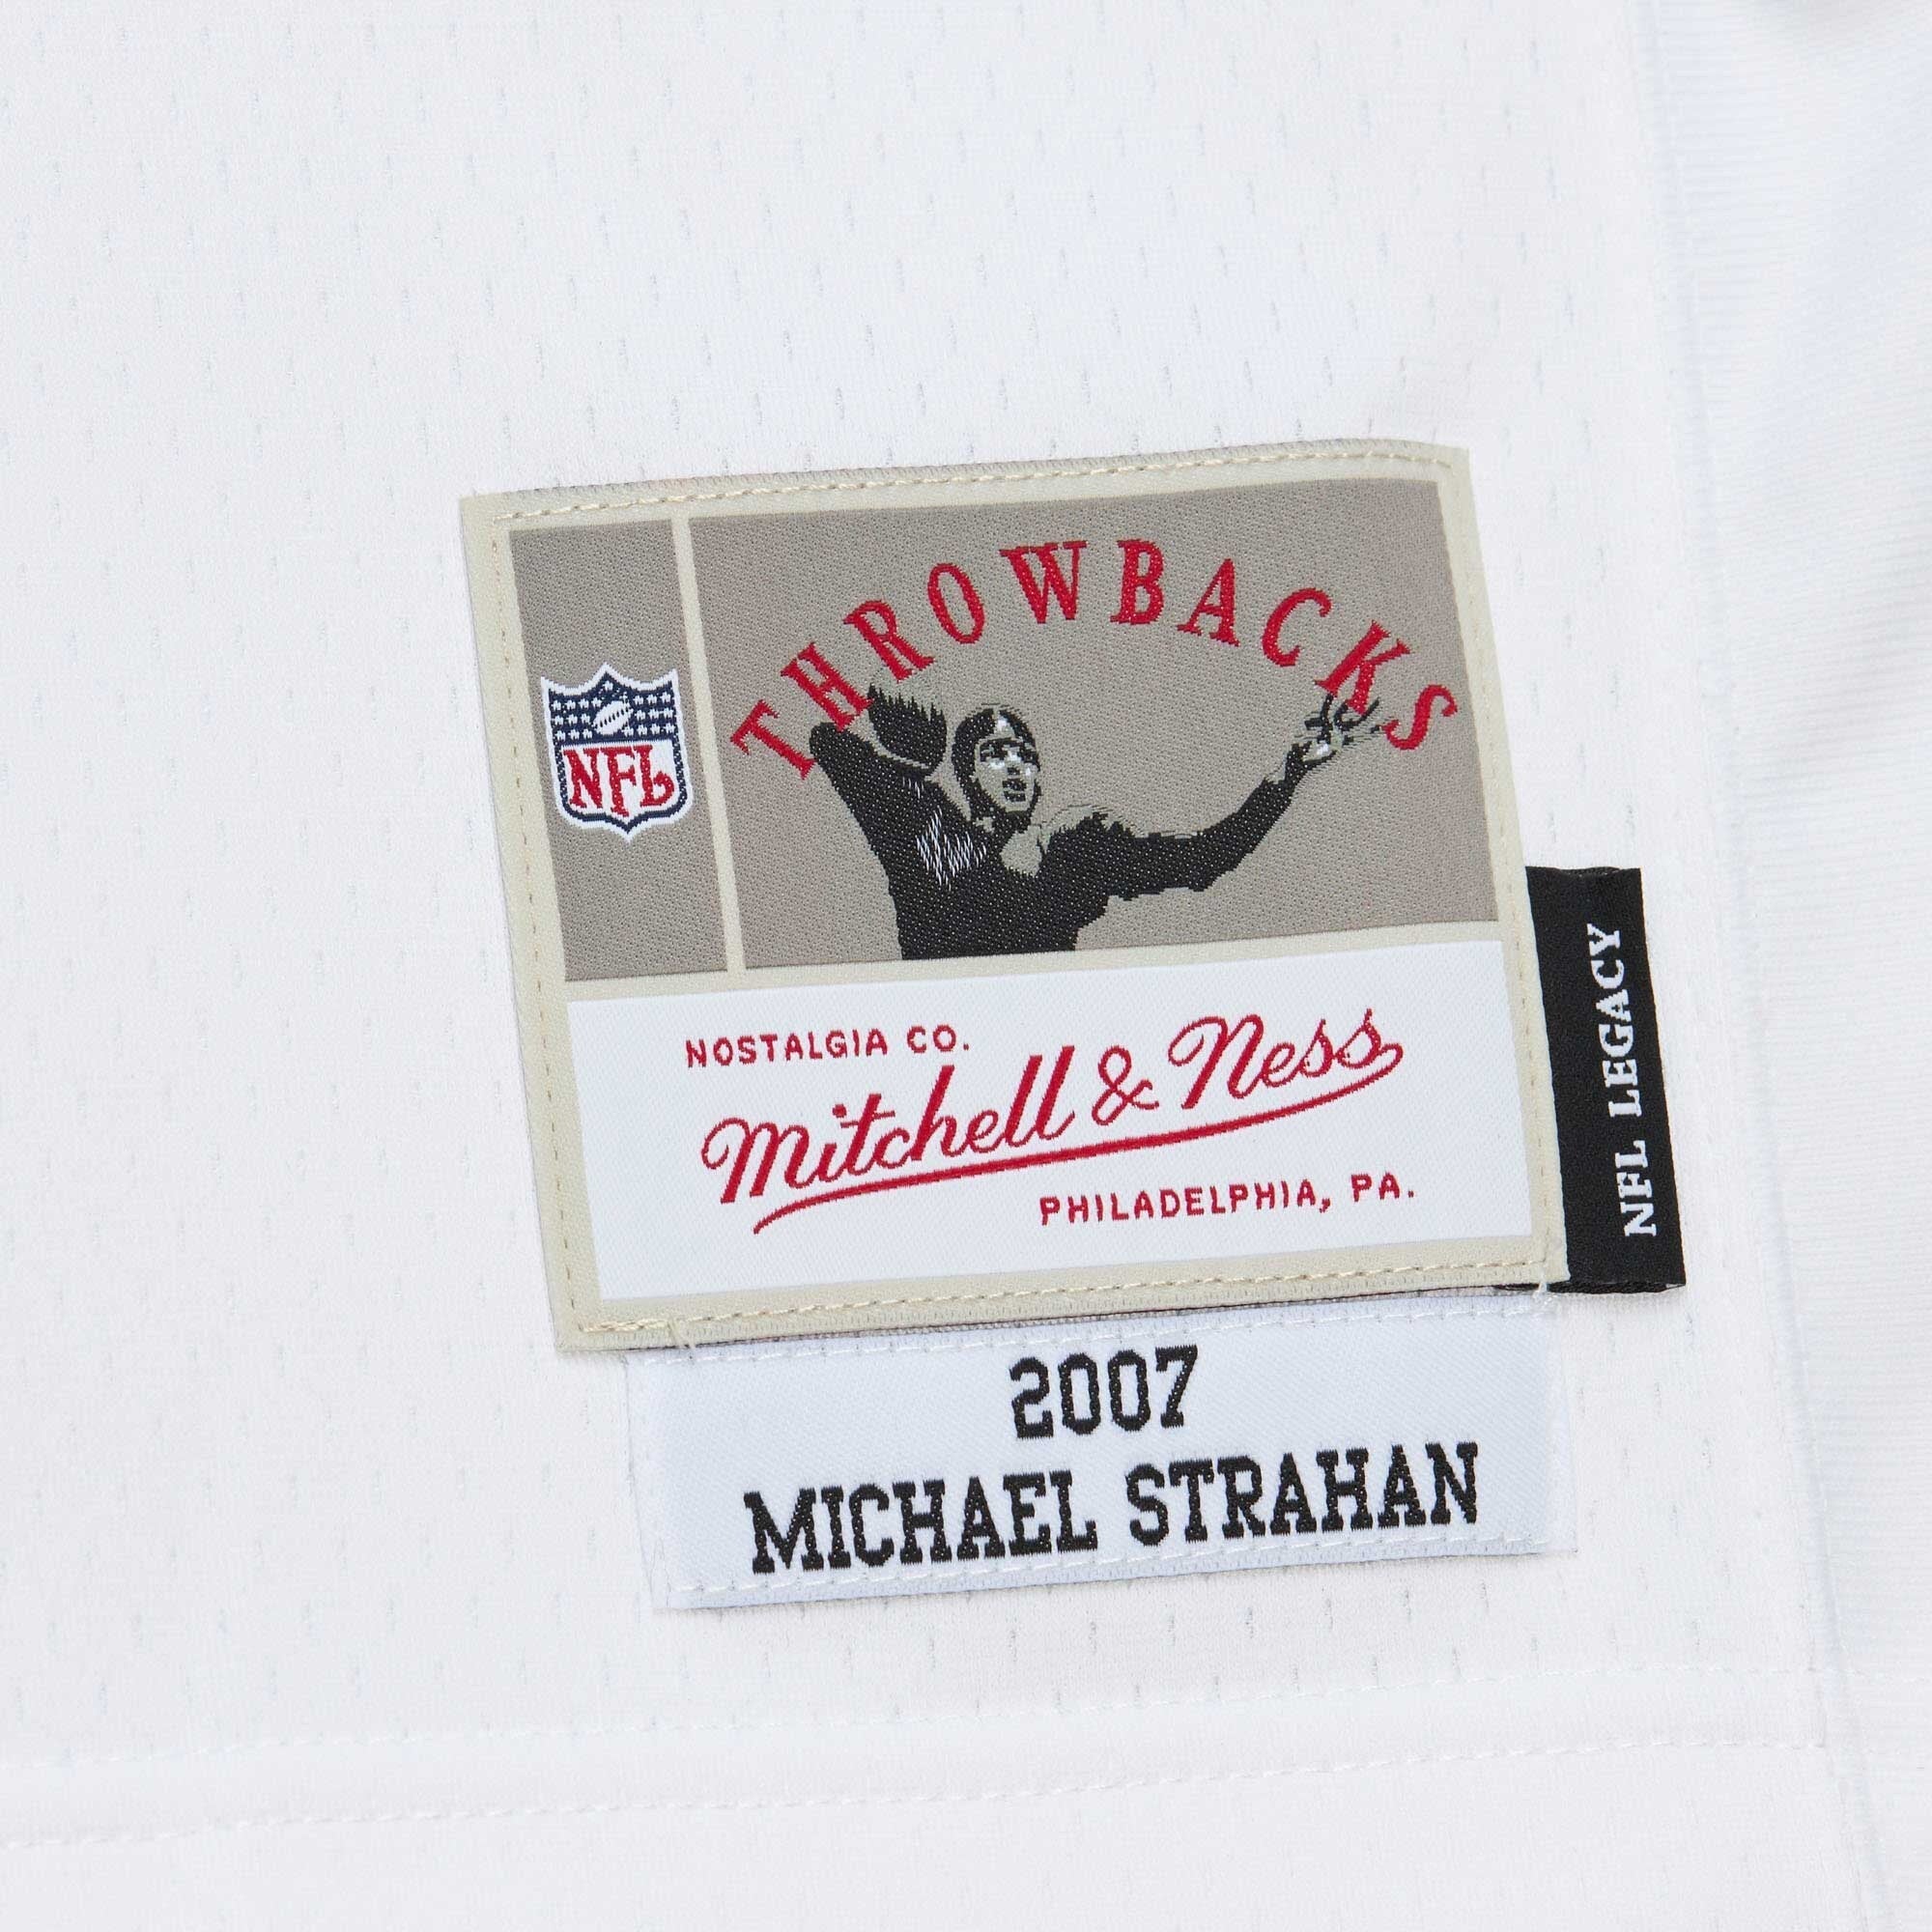 THROWBACKS
NFL
NOSTALGIA CO.
Mitchell & Ness
PHILADELPHIA, PA.
NFL LEGACY
2007
MICHAEL STRAHAN